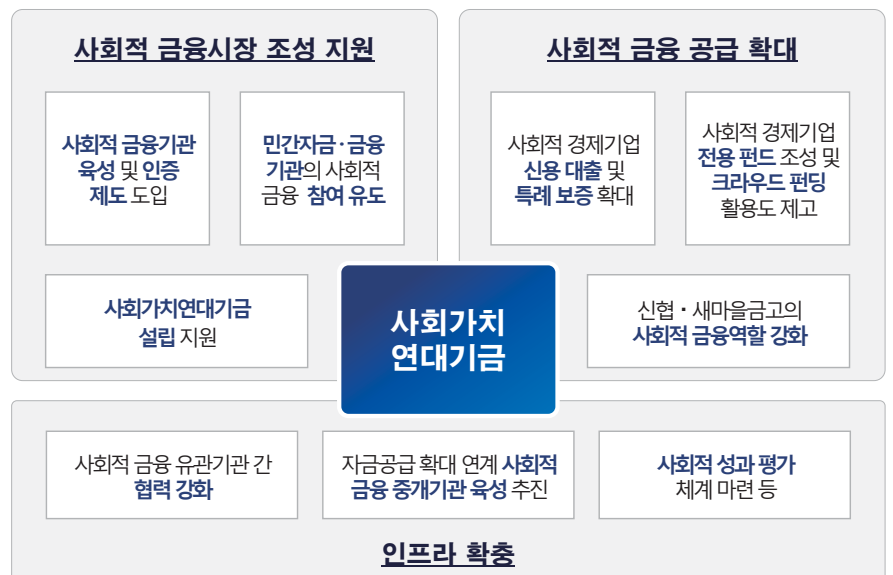 사회적 금융시장 조성 지원
사회적 금융기관
육성 및 인증
제도 도입
민간자금·금융
기관의 사회적
금융 참여 유도
사회가치연대기금
설립 지원
사회적 금융 공급 확대
사회적 경제기업
신용 대출 및
특례 보증 확대
사회적 경제기업
전용 펀드 조성 및
크라우드 펀딩
활용도 제고
신협·새마을금고의
사회적 금융역할 강화
사회가치
연대기금
사회적 금융 유관기관 간
협력 강화
자금공급 확대 연계 사회적
금융 중개기관 육성 추진
사회적 성과 평가
체계 마련 등
인프라 확충